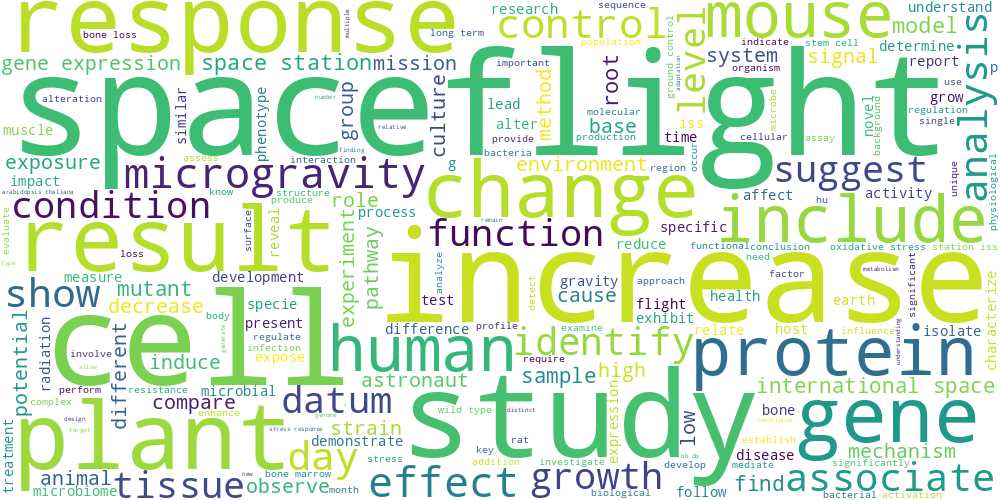 response
bone loss
multiple
long term
research
sequence
control
mouse
understand
gene expression
space station
mission
important
population
indicate
stem cell
model
determine
analysis
spaceflight
system
signal
report
p
organism
use
alteration
similar
phenotype
group
culture
lead
alter
method
root
base
level
iss
ground control
adaptation
microbe
novel
background
regulation
grow
single
muscle
number
relative
molecular
production
time
cellular
assay
exposure
assess
interaction
provide
bacteria
finding
impact
arabidopsis thaliana
know
structure
produce
microgravity
g
environment
region
occur
suggest
affect
activity
hu
unique
physiological
condition
surface
reveal
role
process
change
specific
include
evaluate
type
result
loss
experiment
pathway
remain
function
reduce
functional
conclusion
need
oxidative stress
station iss
measure
development
analyze
test
increase
gravity
cause
approach
flight
health
factor
metabolism
significant
earth
characterize
show
mutant
decrease
body
specie
present
regulate
infection
generate
difference
profile
examine
detect
exhibit
relate
host
influence
understanding
isolate
potential
radiation
involve
allow
different
induce
expose
cell
human
require
identify
protein
astronaut
sample
high
international space
complex
perform
resistance
microbial
compare
datum
wild type
distinct
study
expression
low
bone
gene
treatment
plant
design
target
enhance
genome
stress response
strain
demonstrate
day
stress
key
rat
addition
investigate
establish
contribute
disease
mechanism
ob ob
develop
mediate
significantly
animal
microbiome
tissue
observe
bone marrow
month
new
effect
biological
growth
follow
find
associate
bacterial
activation